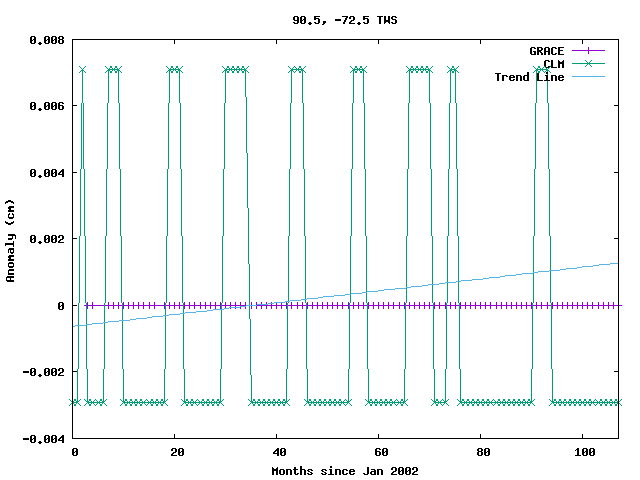 90.5, -72.5 TWS
GRACE
CLM
Trend Line
0.008
0.006
0.004
0.002
0
-0.002
-0.004
Anomaly (cm)
0 20 40 60 80 100
Months since Jan 2002